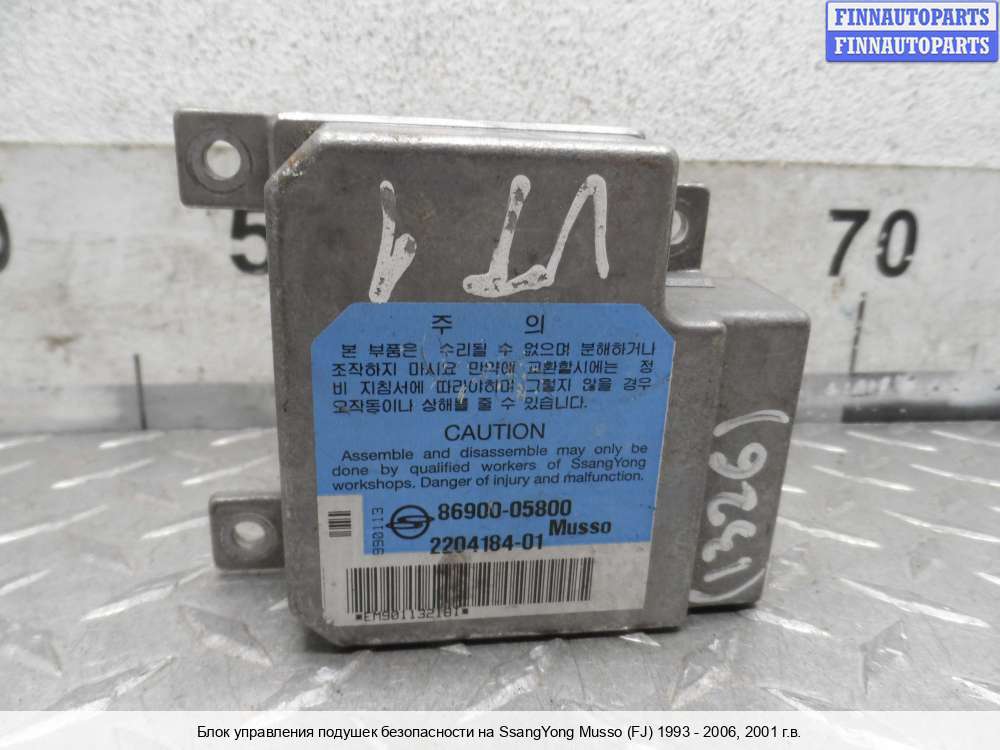 FINNAUTOPARTS
FINNAUTOPARTS
70
주 의
본 부품은 수리될 수 없으며 분해하거나
조작하지 마시요 만약에 교환할시에는 정
비 지침서에 따라야하며 그렇지 않을 경우
오작동이나 상해를 줄 수 있습니다.
CAUTION
Assemble and disassemble may only be
done by qualified workers of SsangYong
workshops. Danger of injury and malfunction.
990113
86900-05800
Musso
2204184-01
*EM901132181*
Блок управления подушек безопасности на SsangYong Musso (FJ) 1993 - 2006, 2001 г.в.